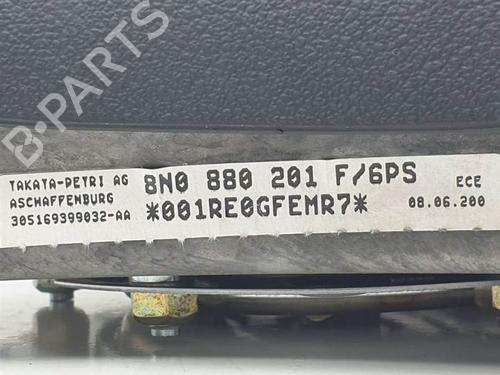 B-Parts
TAKATA-PETRI AG
ASCHAFFENBURG
305169399032-AA
8N0 880 201 F/6PS
*001RE0GFEMR7*
ECE
08.06.200